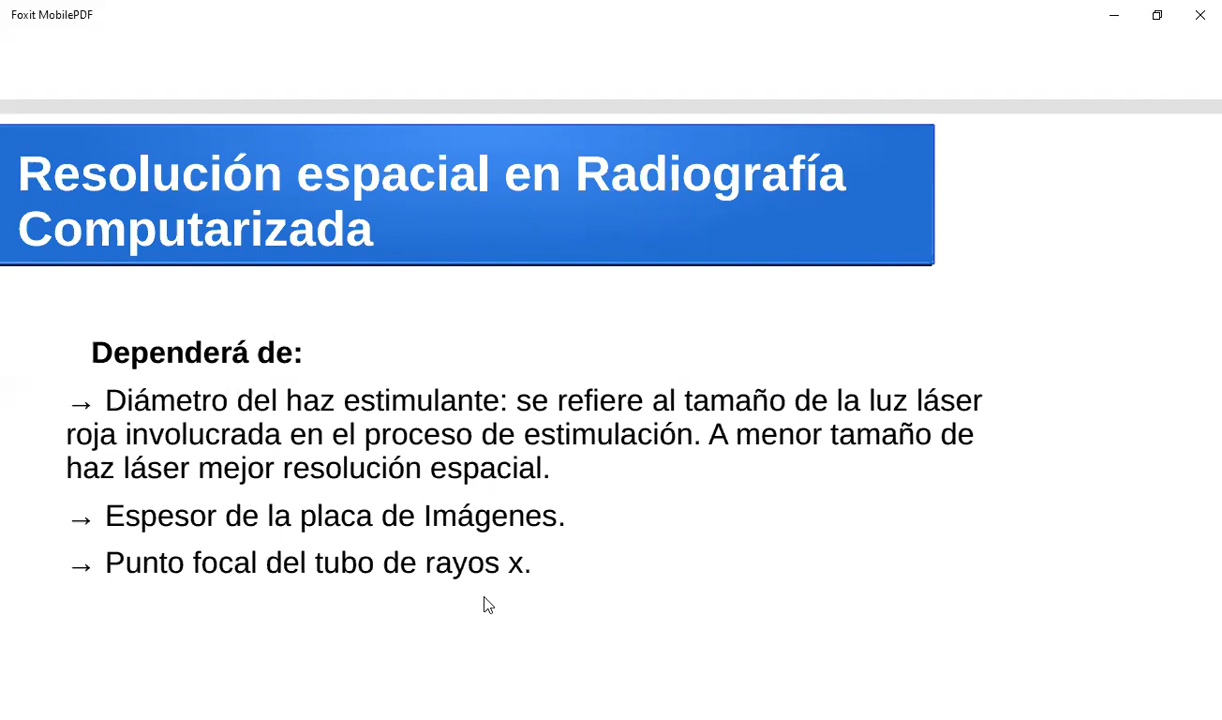 Foxit MobilePDF
Resolución espacial en Radiografía
Computarizada
Dependerá de:
→ Diámetro del haz estimulante: se refiere al tamaño de la luz láser
roja involucrada en el proceso de estimulación. A menor tamaño de
haz láser mejor resolución espacial.
→ Espesor de la placa de Imágenes.
→ Punto focal del tubo de rayos x.